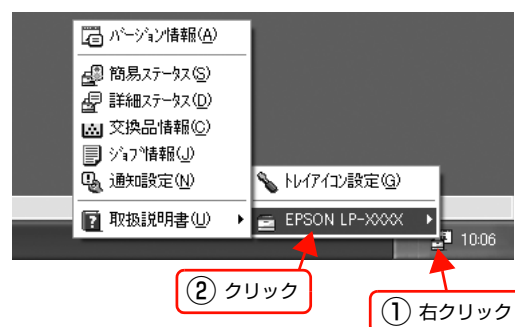 バージョン情報(A)
簡易ステータス(S)
詳細ステータス(D)
交換品情報(C)
ジョブ情報(J)
通知設定(N)
取扱説明書(U)
トレイアイコン設定(G)
EPSON LP-XXXX
10:06
② クリック
① 右クリック